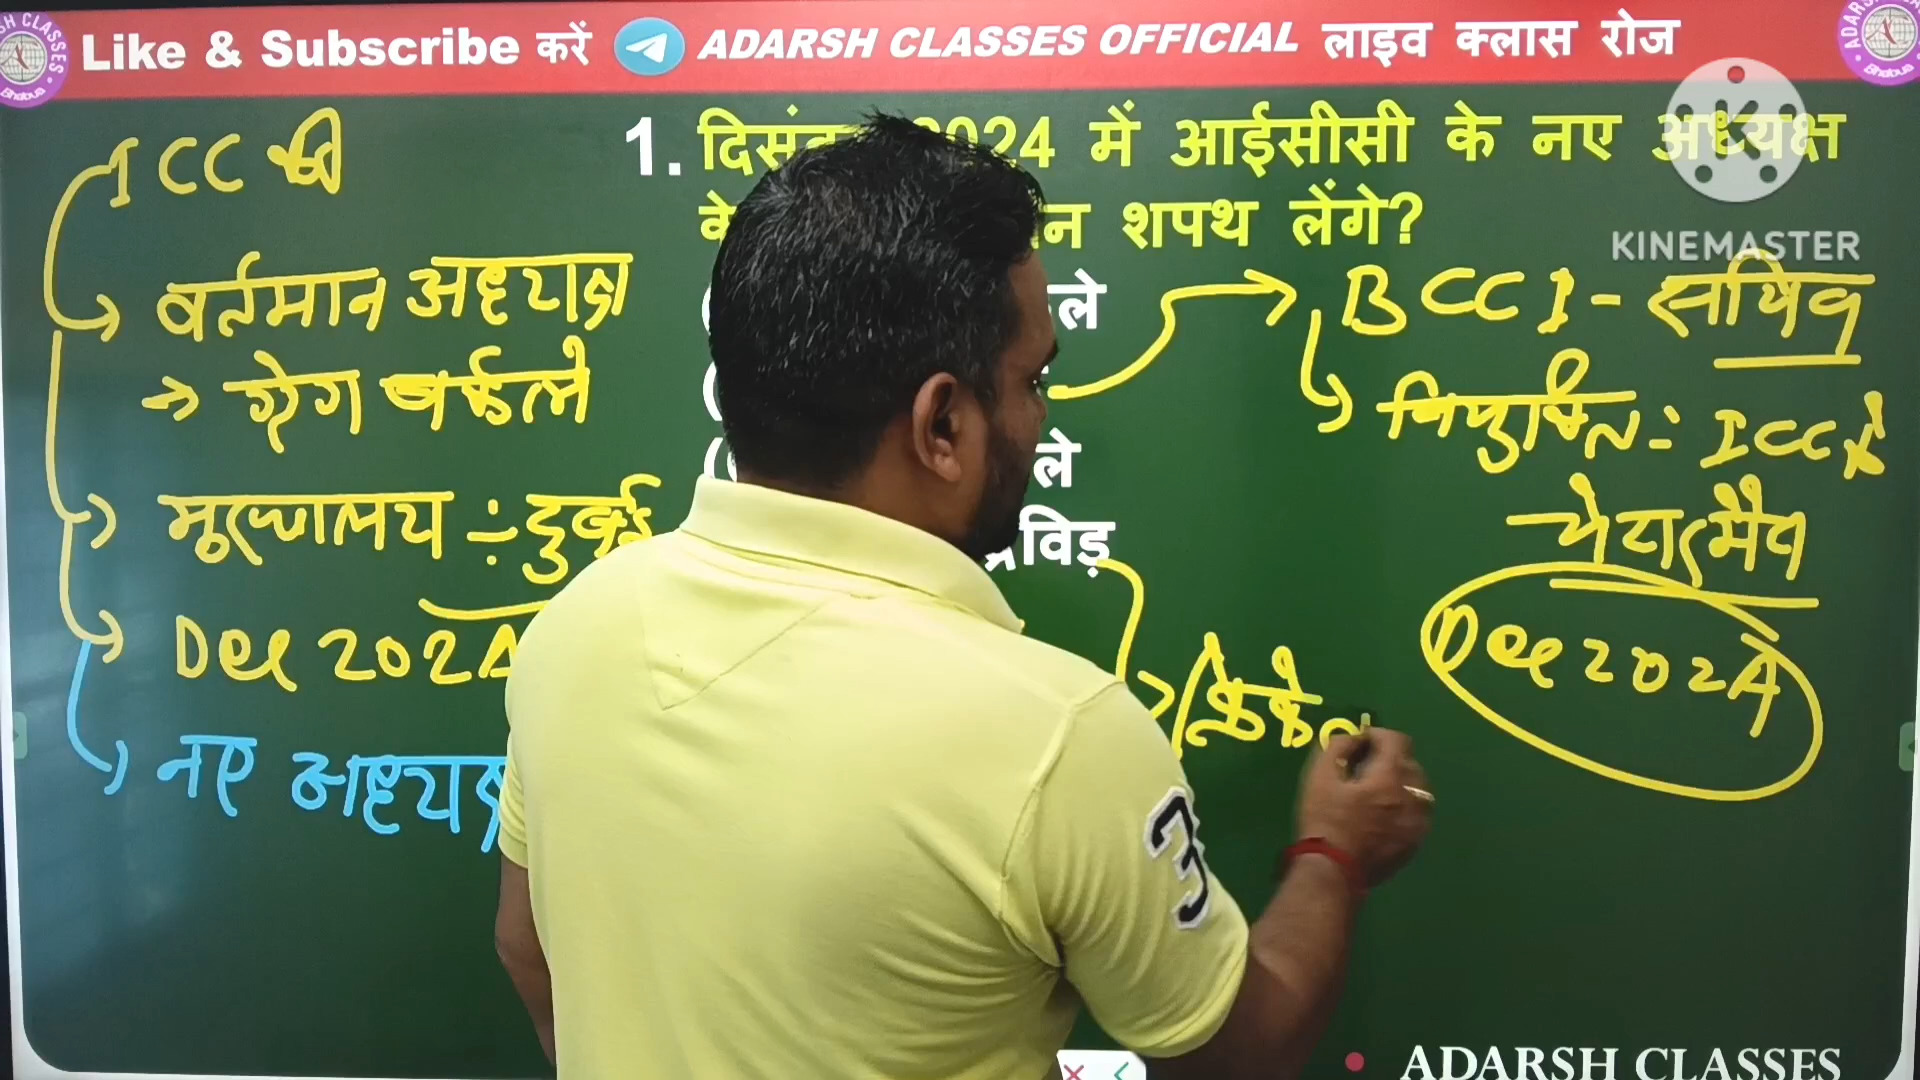 Like & Subscribe करें ADARSH CLASSES OFFICIAL लाइव क्लास रोज
1. 2024 में आईसीसी के नए अध्यक्ष
के शपथ लेंगे?
KINEMASTER
ICC की
वर्तमान अध्यक्ष
→ ग्रेग बर्कले
मुख्यालय ÷ दुबई
Dec 2024
नए अध्यक्ष
BCCI - सचिव
नियुक्ति - ICC में
चेयरमैन
Dec 2024
ADARSH CLASSES